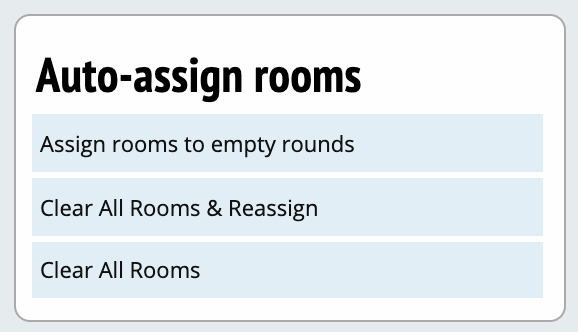 Auto-assign rooms
Assign rooms to empty rounds
Clear All Rooms & Reassign
Clear All Rooms